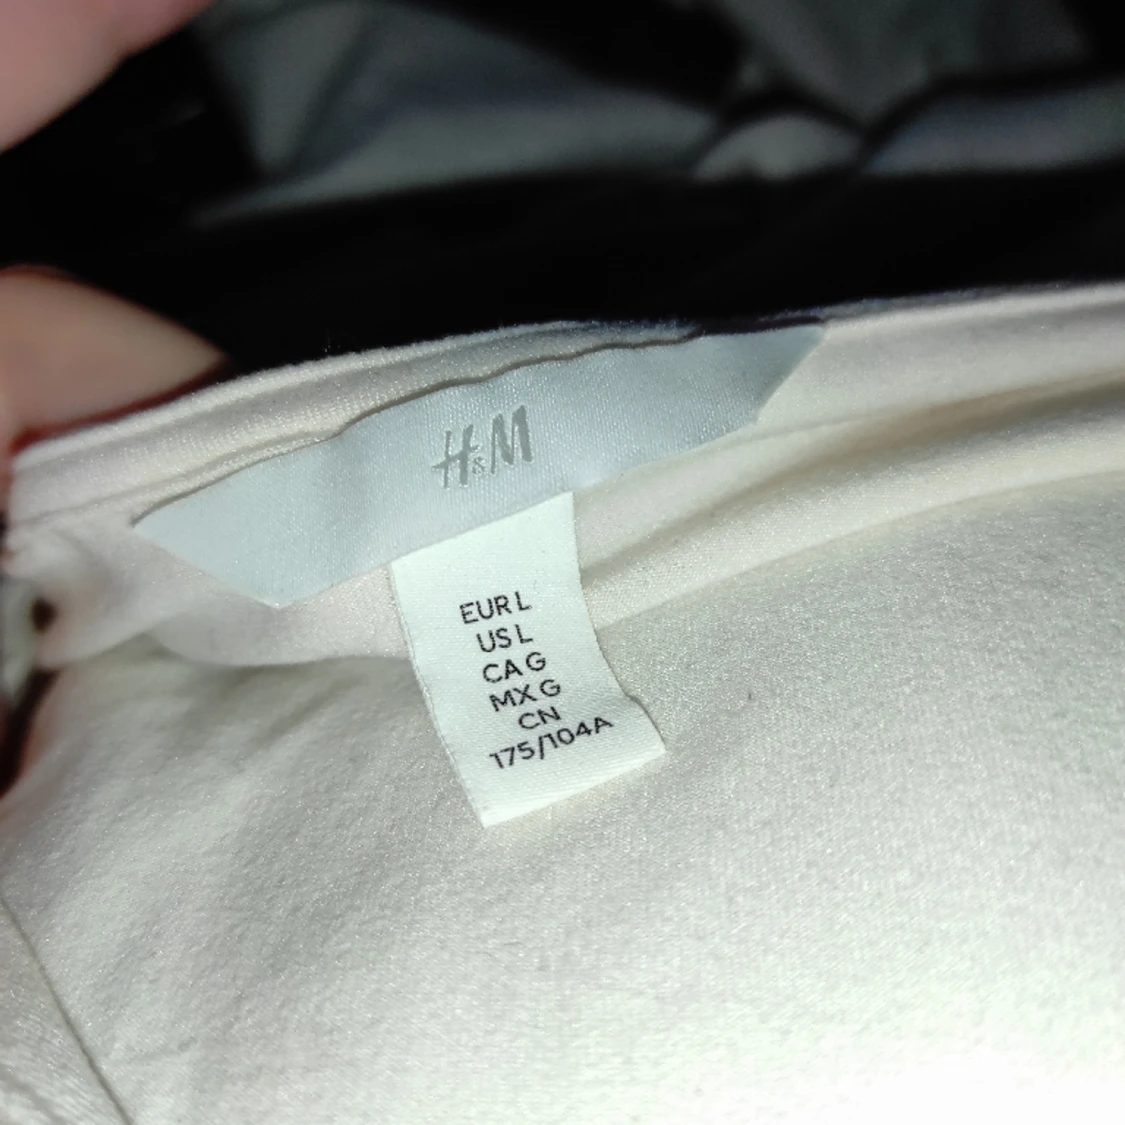 H&M
EUR L
US L
CA G
MX G
CN
175/104A